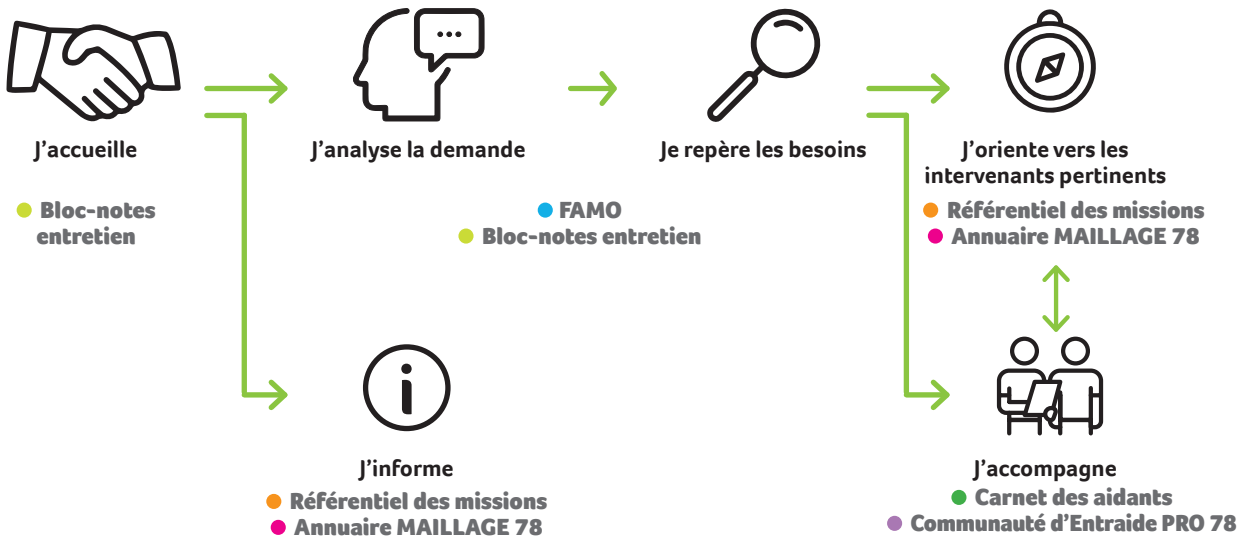 J'accueille
Bloc-notes
entretien
J'analyse la demande
FAMO
Bloc-notes entretien
Je repère les besoins
J'oriente vers les
intervenants pertinents
Référentiel des missions
Annuaire MAILLAGE 78
J'informe
Référentiel des missions
Annuaire MAILLAGE 78
J'accompagne
Carnet des aidants
Communauté d'Entraide PRO 78